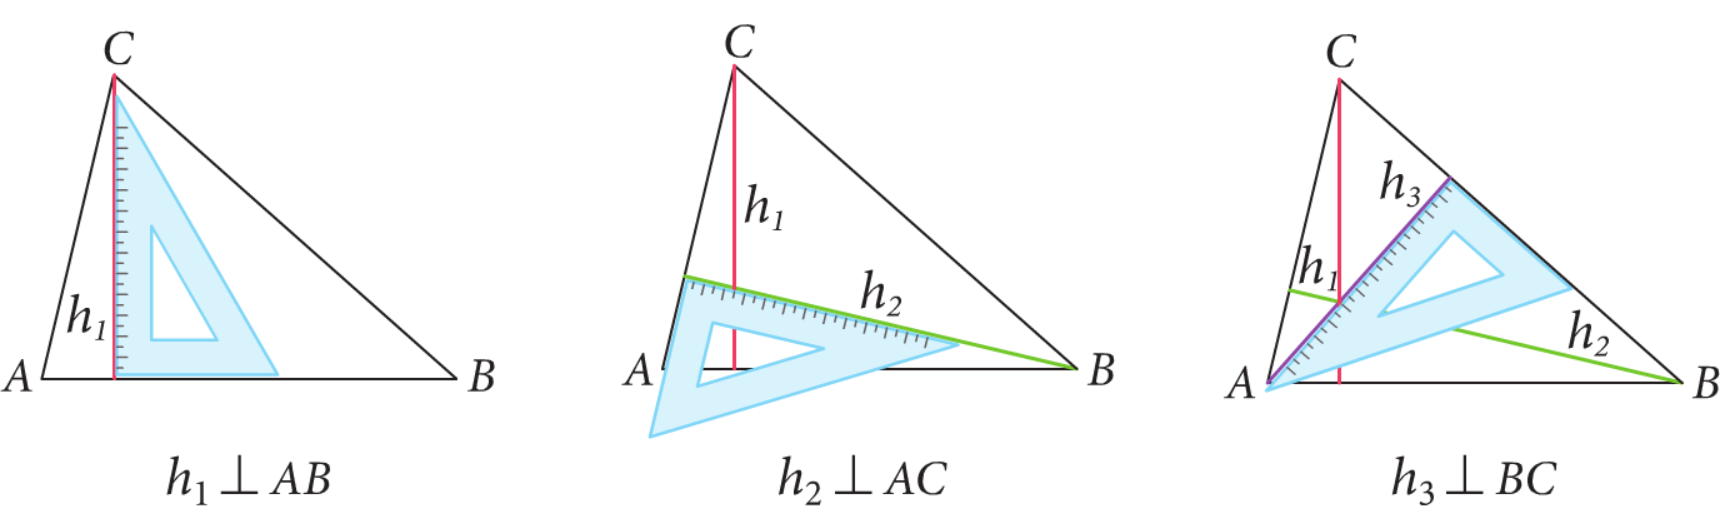 C
h₁
A
B
h₁ ⊥ AB
C
h₁
h₂
A
B
h₂ ⊥ AC
C
h₃
h₁
h₂
A
B
h₃ ⊥ BC